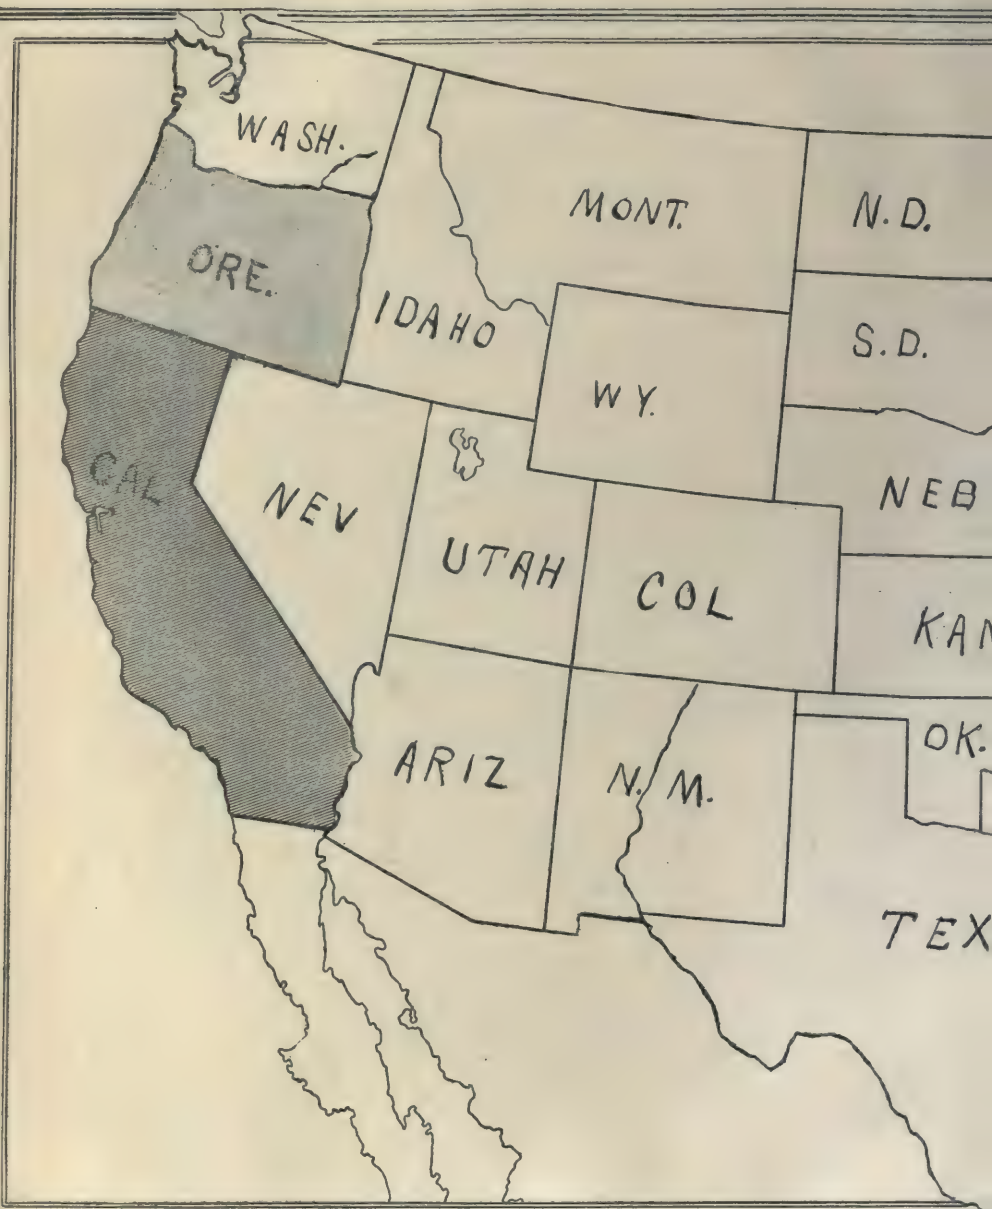 WASH.
MONT.
N.D.
ORE.
IDAHO
S.D.
WY.
CAL
NEV
NEB
UTAH
COL
KAN
ARIZ
N.M.
OK.
TEX